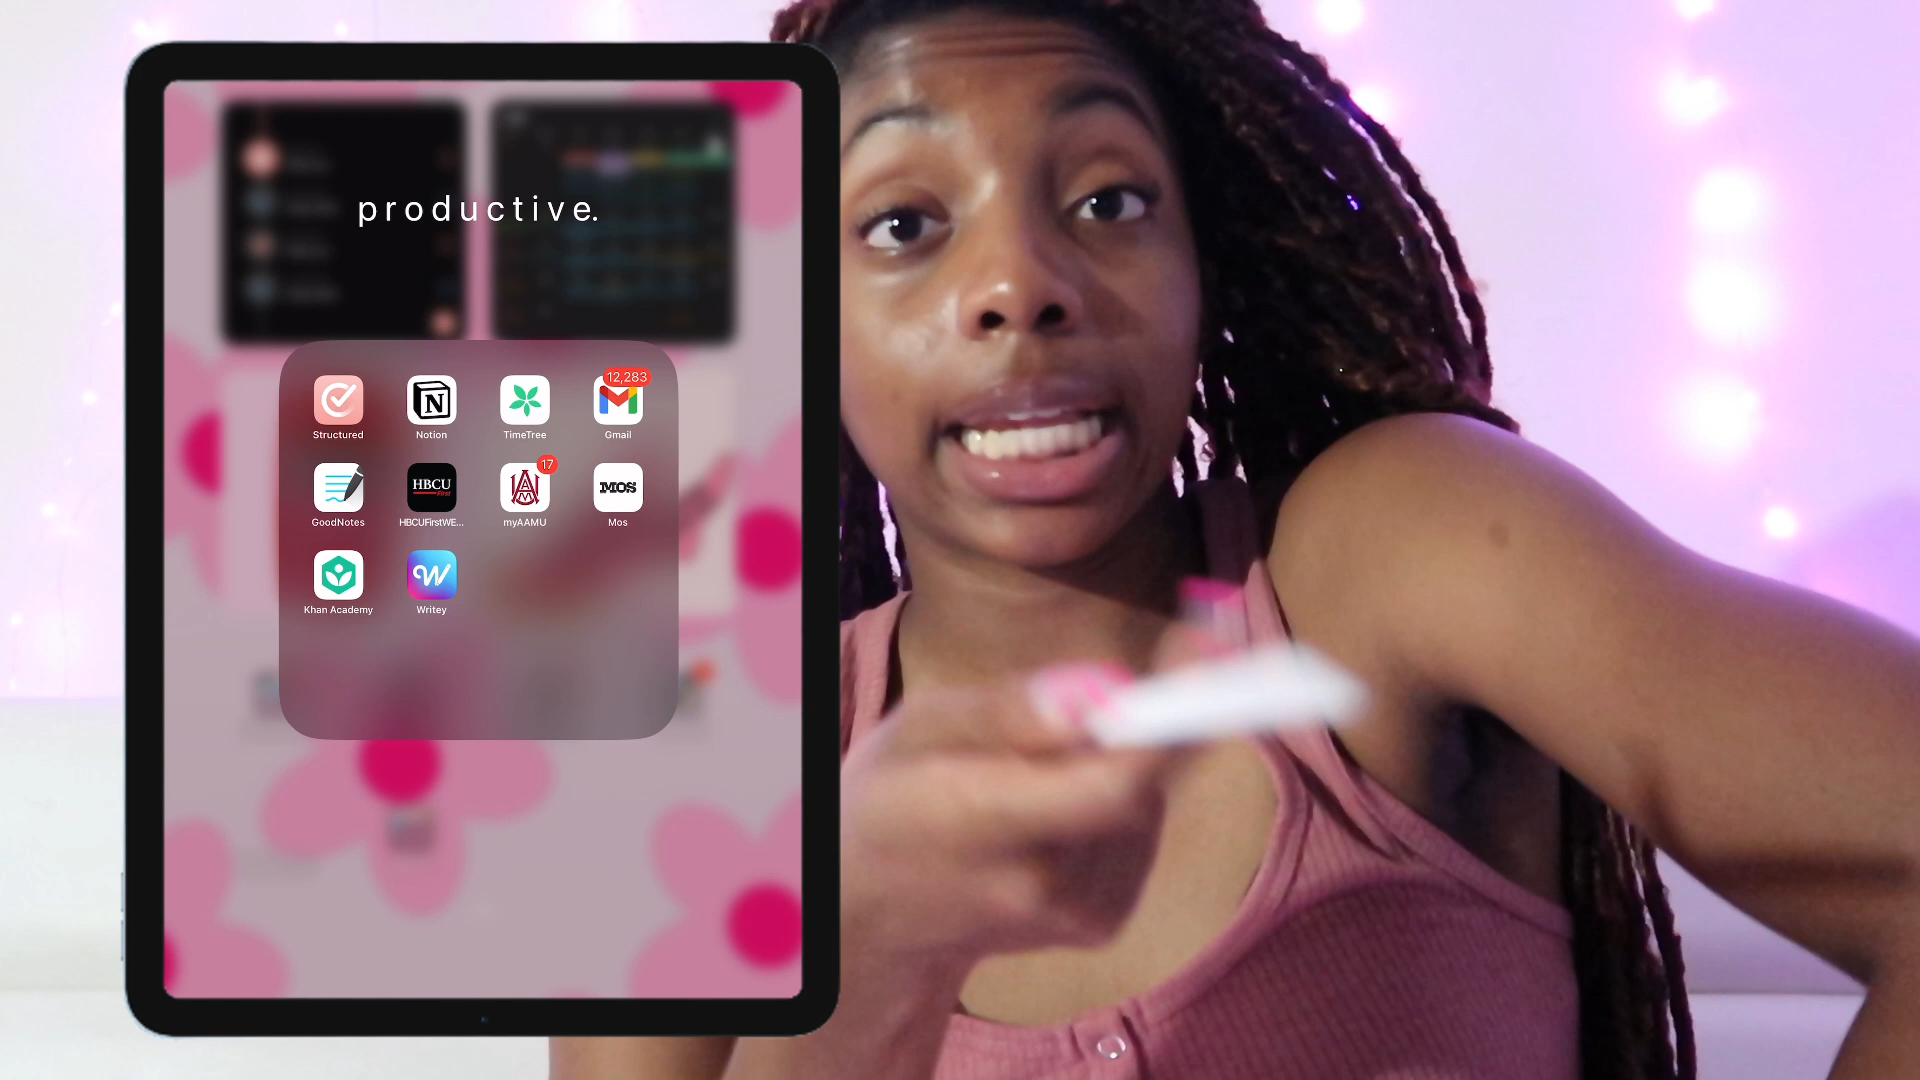 productive.
12,283
Structured
Notion
TimeTree
Gmail
HBCU
First
17
MOS
GoodNotes
HBCUFirstWE...
myAAMU
Mos
Khan Academy
Writey